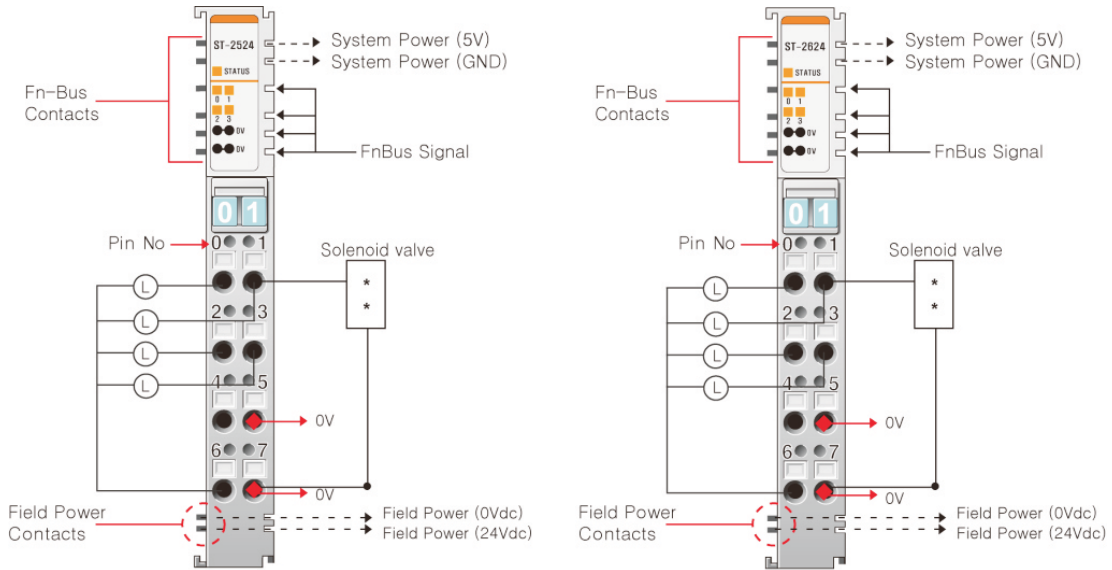 ST-2524
STATUS
0 1
2 3
0V
0V
System Power (5V)
System Power (GND)
Fn-Bus
Contacts
FnBus Signal
0 1
Pin No
0 1
Solenoid valve
L
*
*
2 3
L
L
L
4 5
0V
6 7
0V
Field Power
Contacts
Field Power (0Vdc)
Field Power (24Vdc)
ST-2624
STATUS
0 1
2 3
0V
0V
System Power (5V)
System Power (GND)
Fn-Bus
Contacts
FnBus Signal
0 1
Pin No
0 1
Solenoid valve
L
*
*
2 3
L
L
L
4 5
0V
6 7
0V
Field Power
Contacts
Field Power (0Vdc)
Field Power (24Vdc)